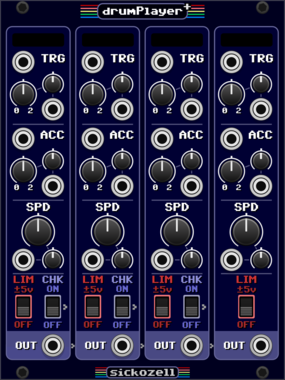 drumPlayer+
TRG TRG TRG TRG
0 2 0 2 0 2 0 2
ACC ACC ACC ACC
0 2 0 2 0 2 0 2
SPD SPD SPD SPD
LIM CHK LIM CHK LIM CHK LIM
±5v ON ±5v ON ±5v ON ±5v
OFF OFF OFF OFF OFF OFF OFF
OUT OUT OUT OUT
sickozell